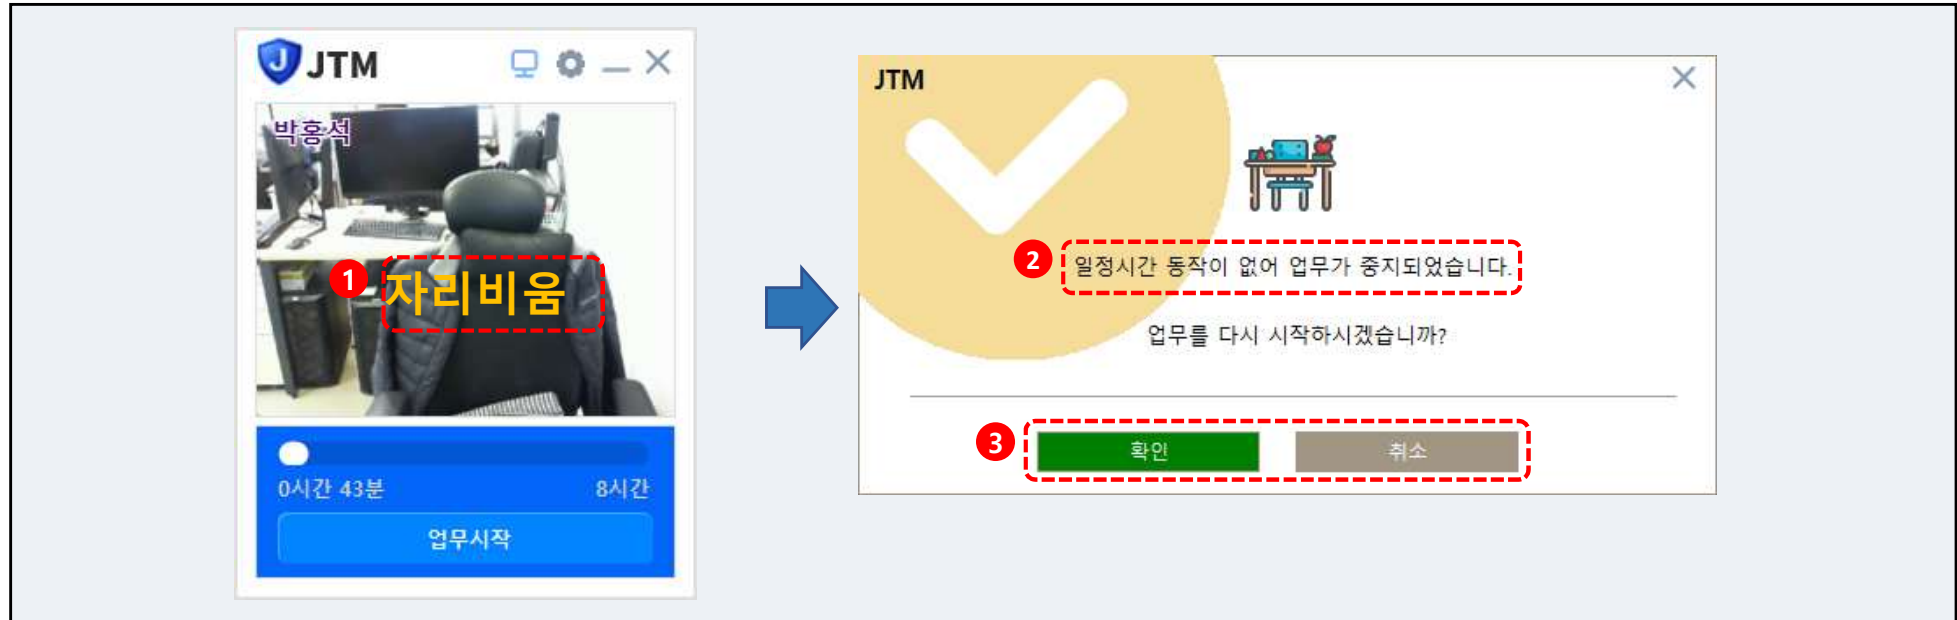 JTM
박홍석
1 자리비움
0시간 43분 8시간
업무시작
JTM
2 일정시간 동작이 없어 업무가 중지되었습니다.
업무를 다시 시작하시겠습니까?
3 확인 취소